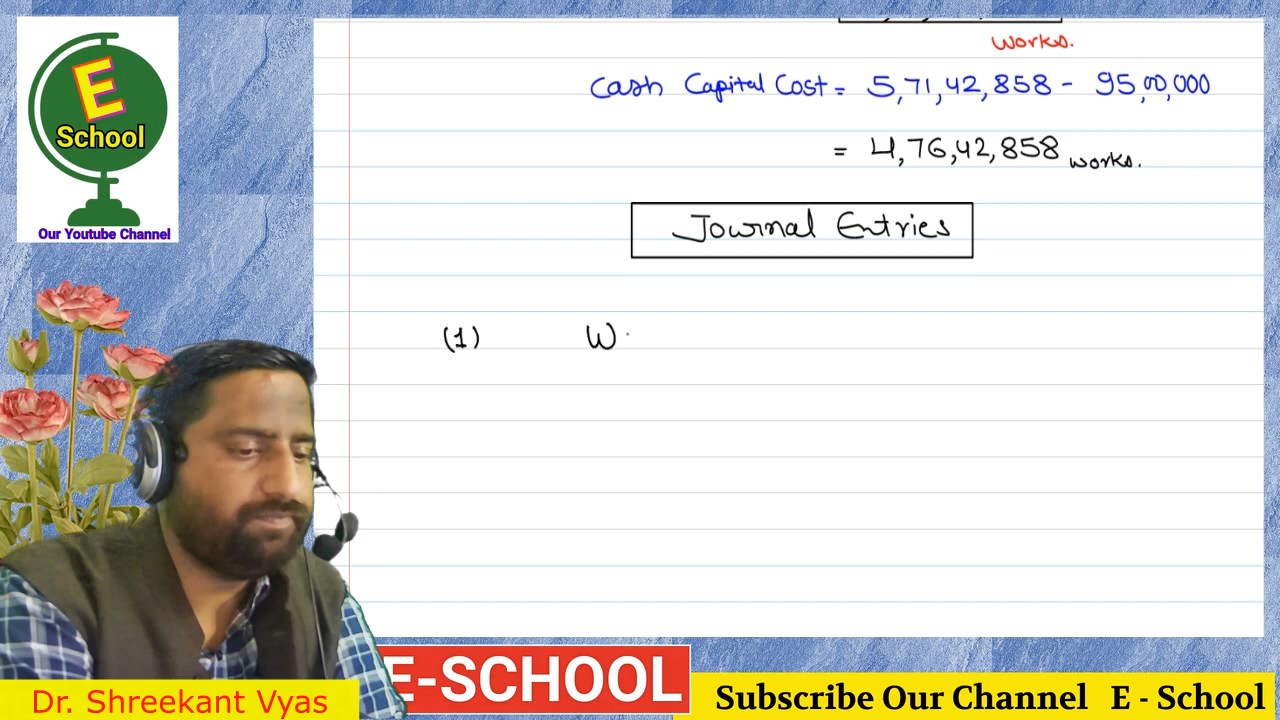 E
School
Our Youtube Channel
works.
Cash Capital Cost = 5,71,42,858 - 95,00,000
= 4,76,42,858 works.
Journal Entries
(1) W
E-SCHOOL
Dr. Shreekant Vyas
Subscribe Our Channel E - School